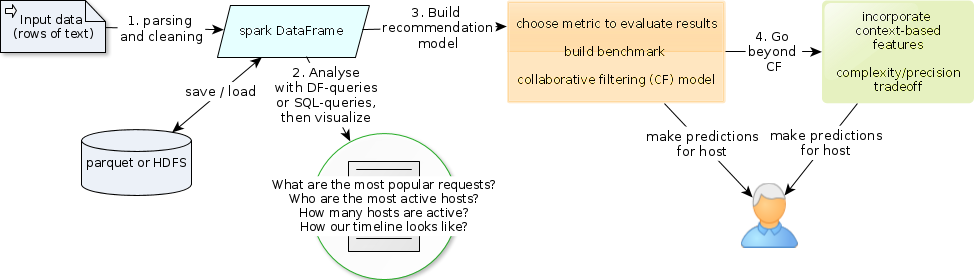 Input data
(rows of text)
1. parsing
and cleaning
spark DataFrame
3. Build
recommendation
model
choose metric to evaluate results
build benchmark
collaborative filtering (CF) model
4. Go
beyond
CF
incorporate
context-based
features
complexity/precision
tradeoff
save / load
2. Analyse
with DF-queries
or SQL-queries,
then visualize
parquet or HDFS
make predictions
for host
make predictions
for host
What are the most popular requests?
Who are the most active hosts?
How many hosts are active?
How our timeline looks like?